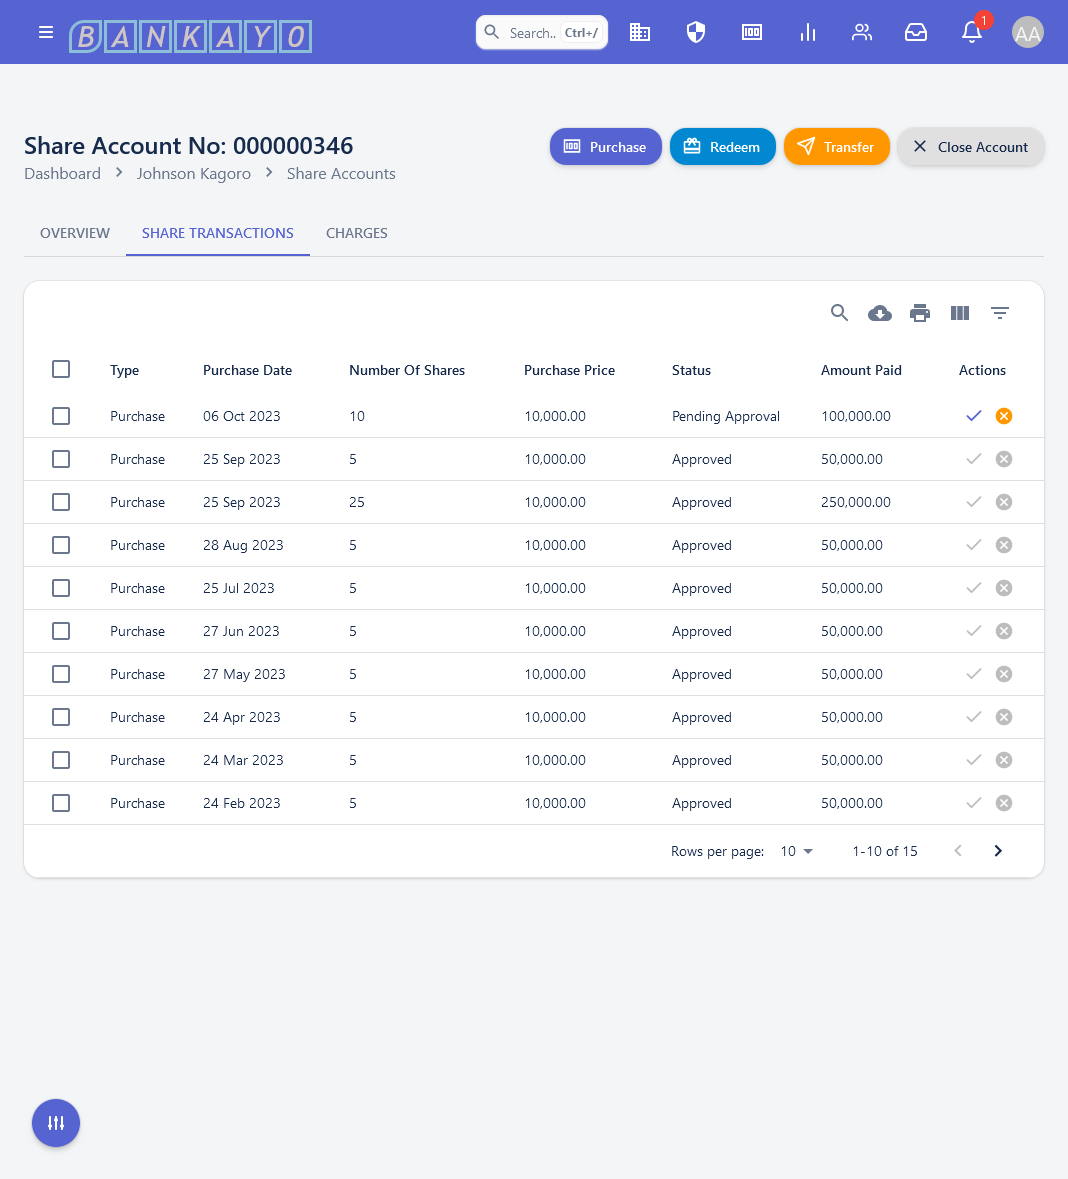 BANKAYO Search.. Ctrl+/ 1 AA
Share Account No: 000000346 Purchase Redeem Transfer Close Account
Dashboard Johnson Kagoro Share Accounts
OVERVIEW SHARE TRANSACTIONS CHARGES
Type Purchase Date Number Of Shares Purchase Price Status Amount Paid Actions
Purchase 06 Oct 2023 10 10,000.00 Pending Approval 100,000.00
Purchase 25 Sep 2023 5 10,000.00 Approved 50,000.00
Purchase 25 Sep 2023 25 10,000.00 Approved 250,000.00
Purchase 28 Aug 2023 5 10,000.00 Approved 50,000.00
Purchase 25 Jul 2023 5 10,000.00 Approved 50,000.00
Purchase 27 Jun 2023 5 10,000.00 Approved 50,000.00
Purchase 27 May 2023 5 10,000.00 Approved 50,000.00
Purchase 24 Apr 2023 5 10,000.00 Approved 50,000.00
Purchase 24 Mar 2023 5 10,000.00 Approved 50,000.00
Purchase 24 Feb 2023 5 10,000.00 Approved 50,000.00
Rows per page: 10 1-10 of 15